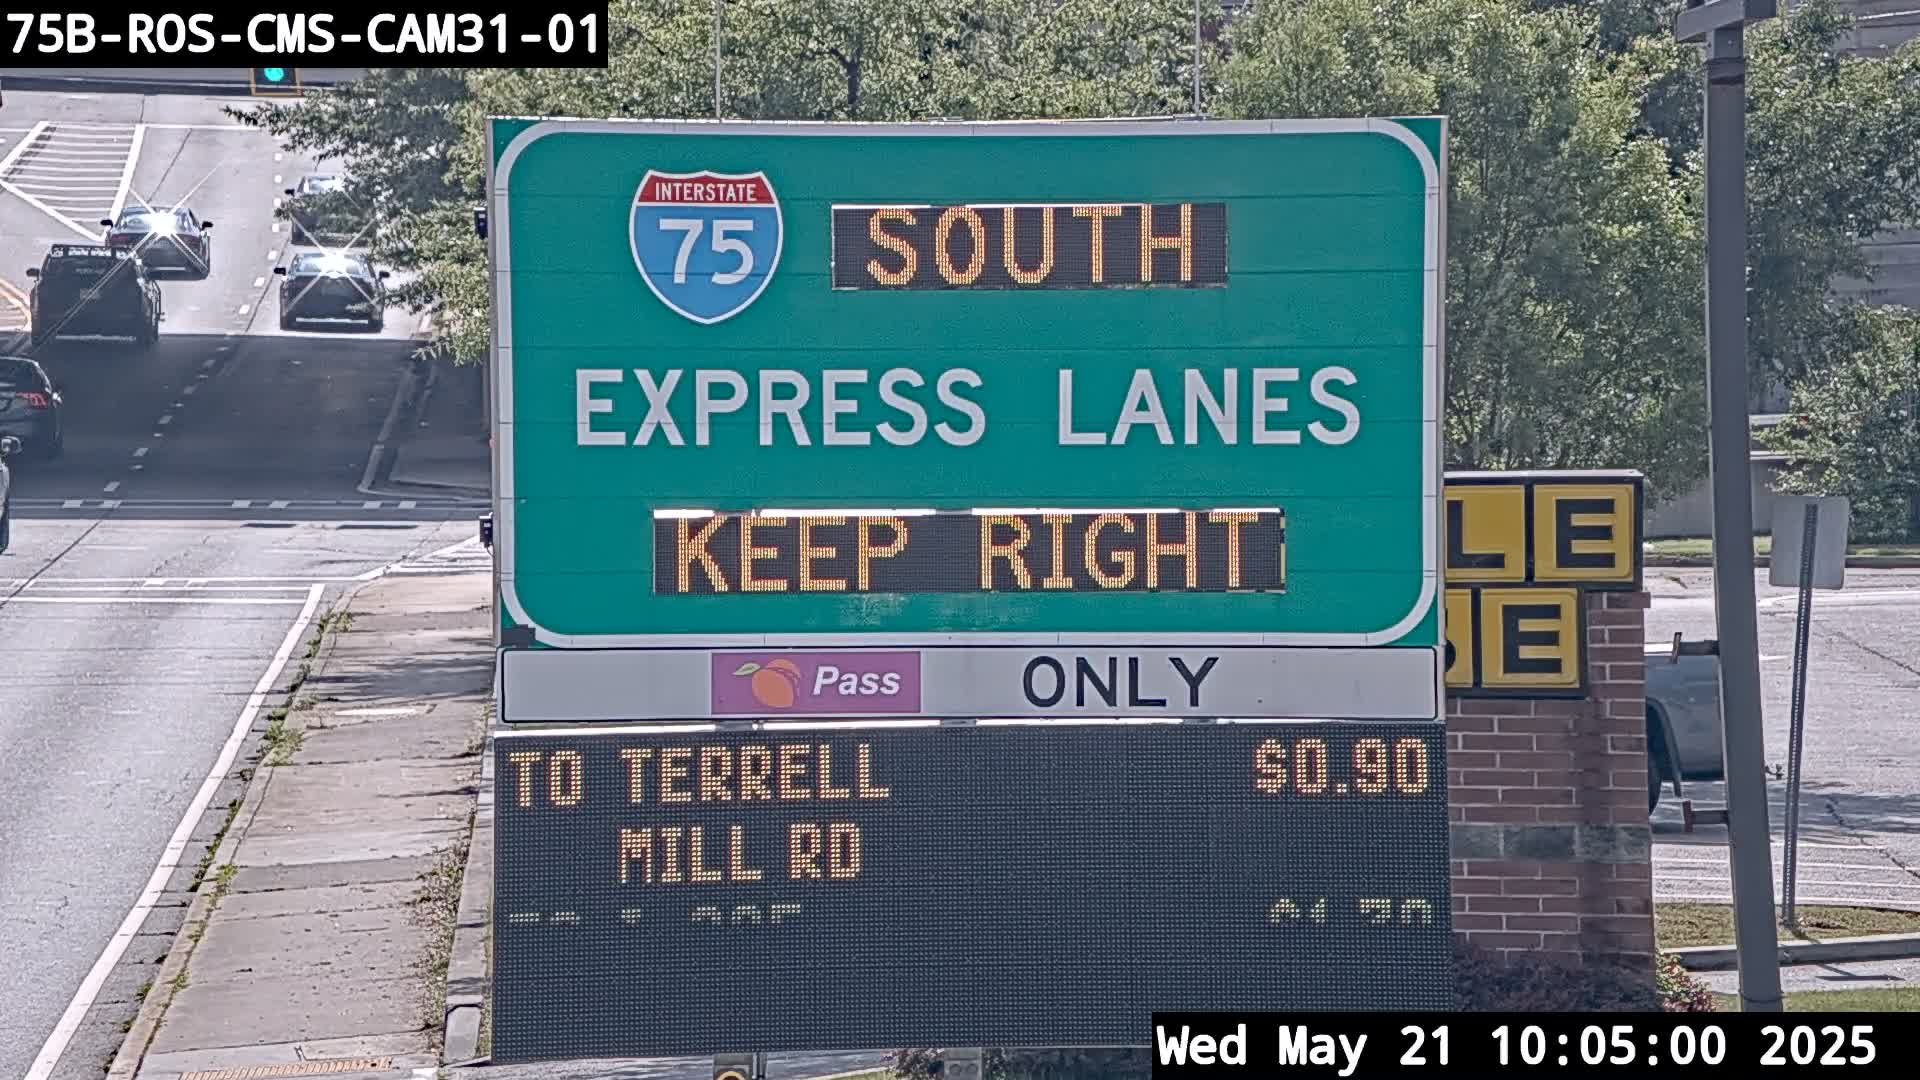 75B-ROS-CMS-CAM31-01
INTERSTATE
75
SOUTH
EXPRESS LANES
KEEP RIGHT
Pass ONLY
LE
E
TO TERRELL $0.90
MILL RD
Wed May 21 10:05:00 2025